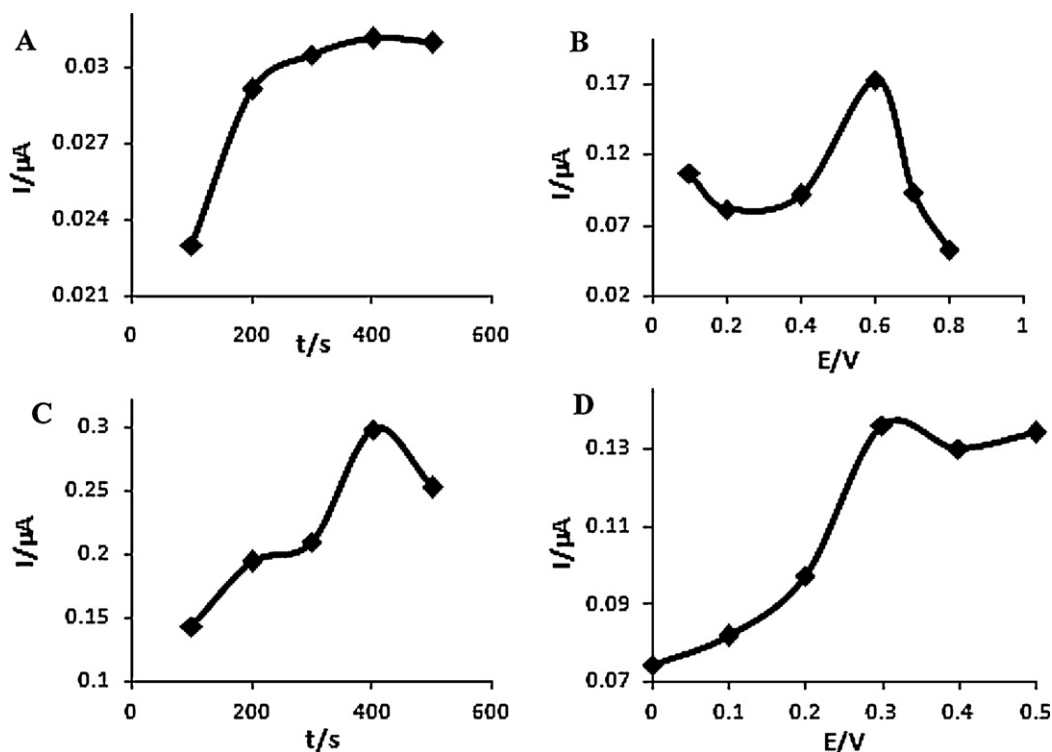 A
I/µA
0.03
0.027
0.024
0.021
0 200 400 600
t/s
B
I/µA
0.17
0.12
0.07
0.02
0 0.2 0.4 0.6 0.8 1
E/V
C
I/µA
0.3
0.25
0.2
0.15
0.1
0 200 400 600
t/s
D
I/µA
0.13
0.11
0.09
0.07
0 0.1 0.2 0.3 0.4 0.5
E/V